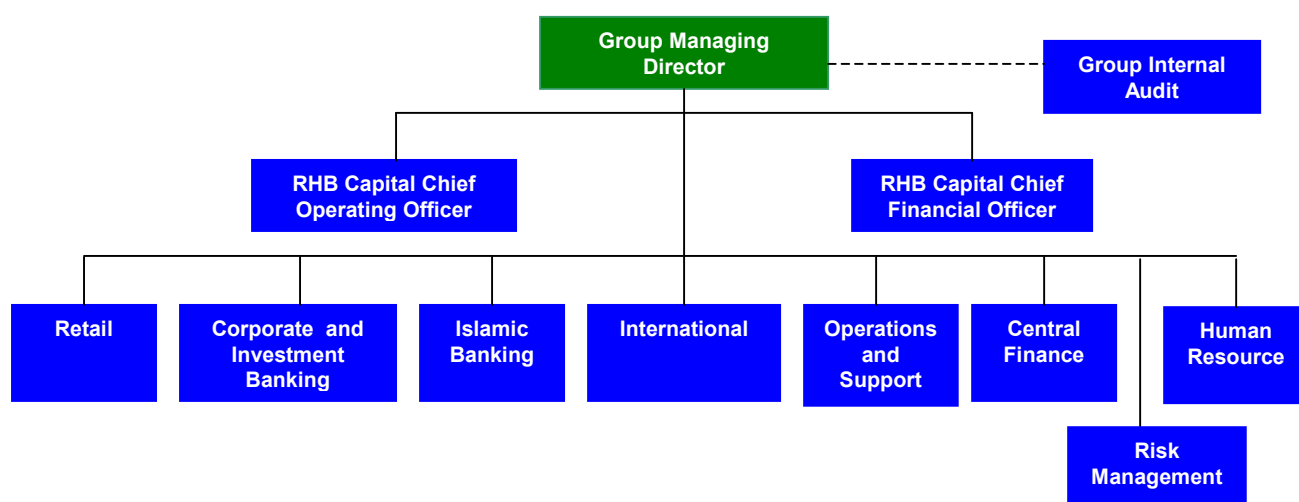 Group Managing
Director
Group Internal
Audit
RHB Capital Chief
Operating Officer
RHB Capital Chief
Financial Officer
Retail
Corporate and
Investment
Banking
Islamic
Banking
International
Operations
and
Support
Central
Finance
Human
Resource
Risk
Management